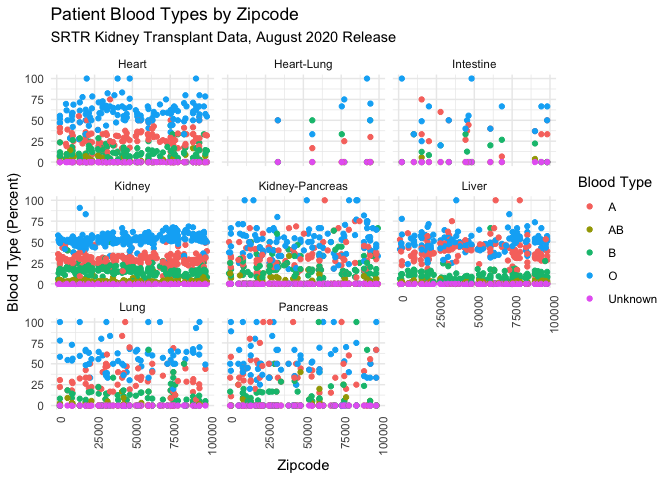 Patient Blood Types by Zipcode
SRTR Kidney Transplant Data, August 2020 Release
Heart
Heart-Lung
Intestine
100
75
50
25
0
Kidney
Kidney-Pancreas
Liver
100
75
50
25
0
0
25000
50000
75000
100000
Lung
Pancreas
100
75
50
25
0
0
25000
50000
75000
100000
0
25000
50000
75000
100000
Blood Type (Percent)
Zipcode
Blood Type
A
AB
B
O
Unknown